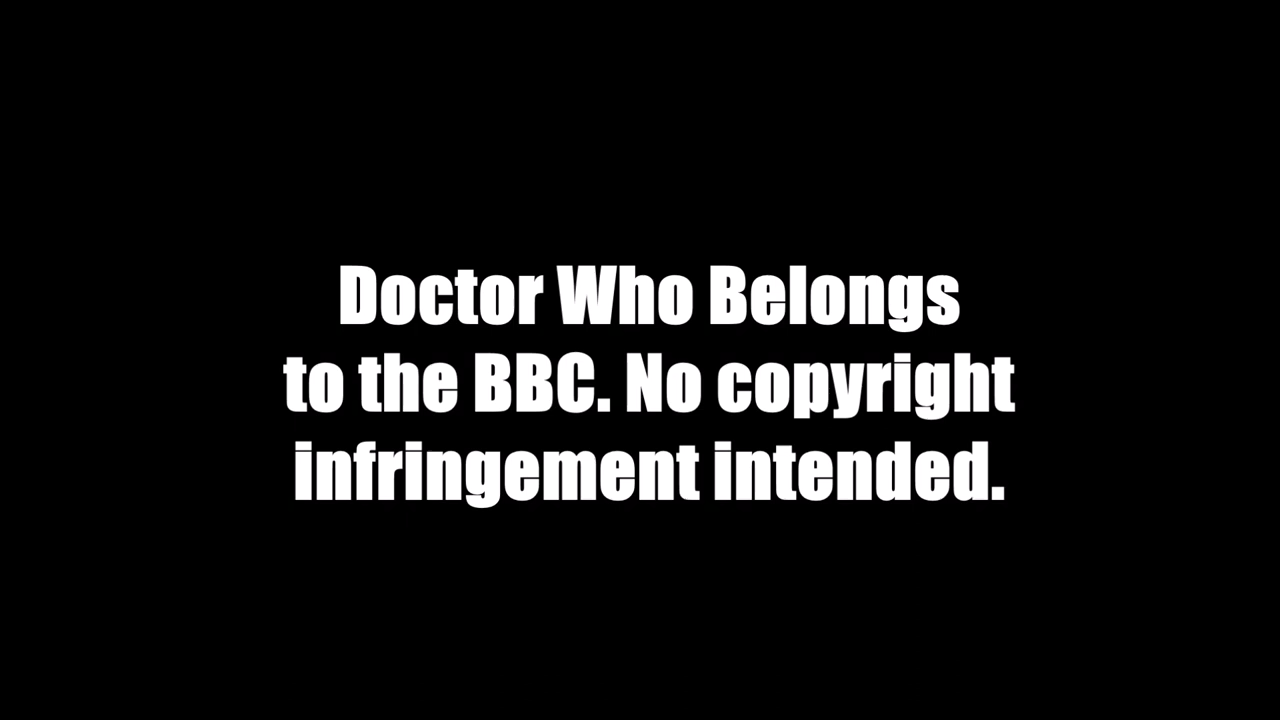 Doctor Who Belongs
to the BBC. No copyright
infringement intended.